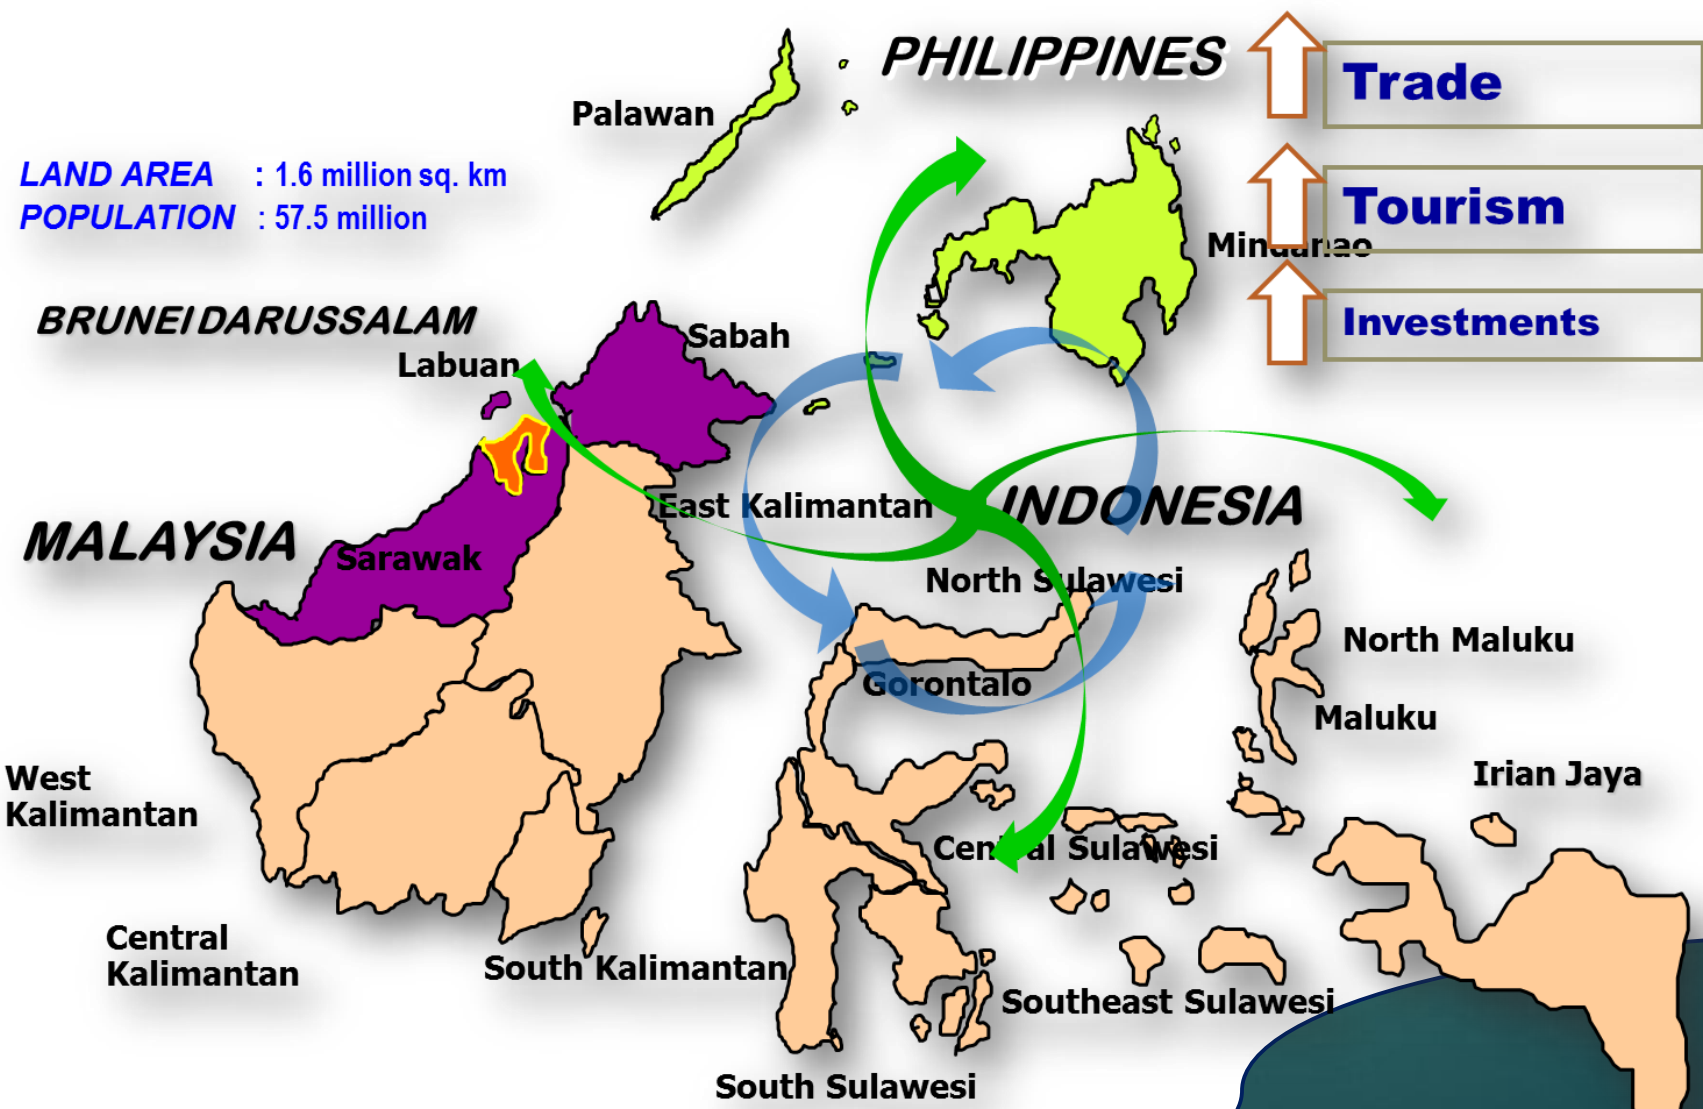 PHILIPPINES
Trade
Palawan
LAND AREA : 1.6 million sq. km
POPULATION : 57.5 million
Tourism
Mindanao
BRUNEI DARUSSALAM
Sabah
Investments
Labuan
East Kalimantan
INDONESIA
MALAYSIA
Sarawak
North Sulawesi
North Maluku
Gorontalo
Maluku
West
Kalimantan
Irian Jaya
Central Sulawesi
Central
Kalimantan
South Kalimantan
Southeast Sulawesi
South Sulawesi